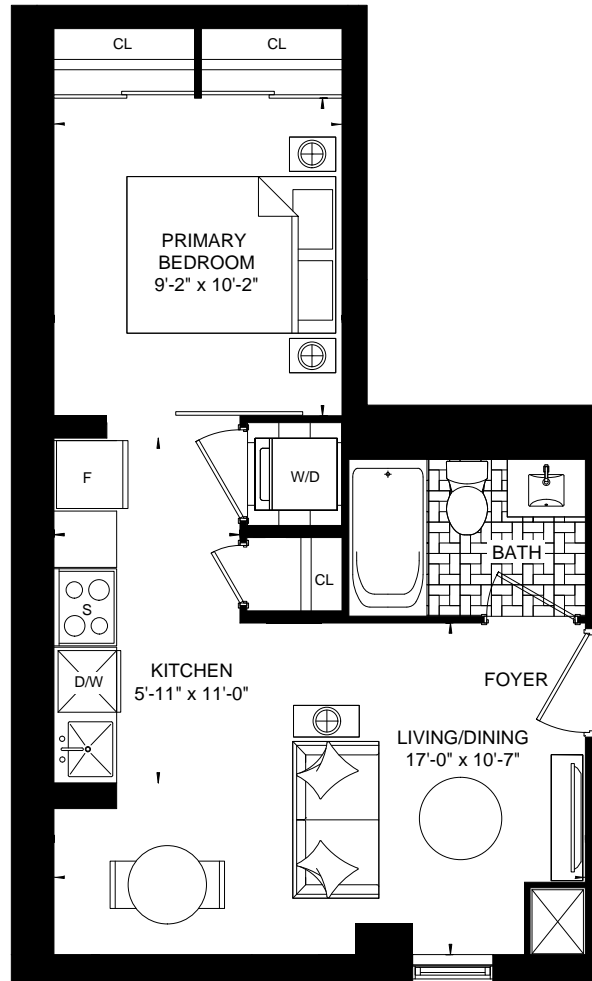 CL
CL
PRIMARY
BEDROOM
9'-2" x 10'-2"
F
W/D
BATH
CL
S
D/W
KITCHEN
5'-11" x 11'-0"
FOYER
LIVING/DINING
17'-0" x 10'-7"